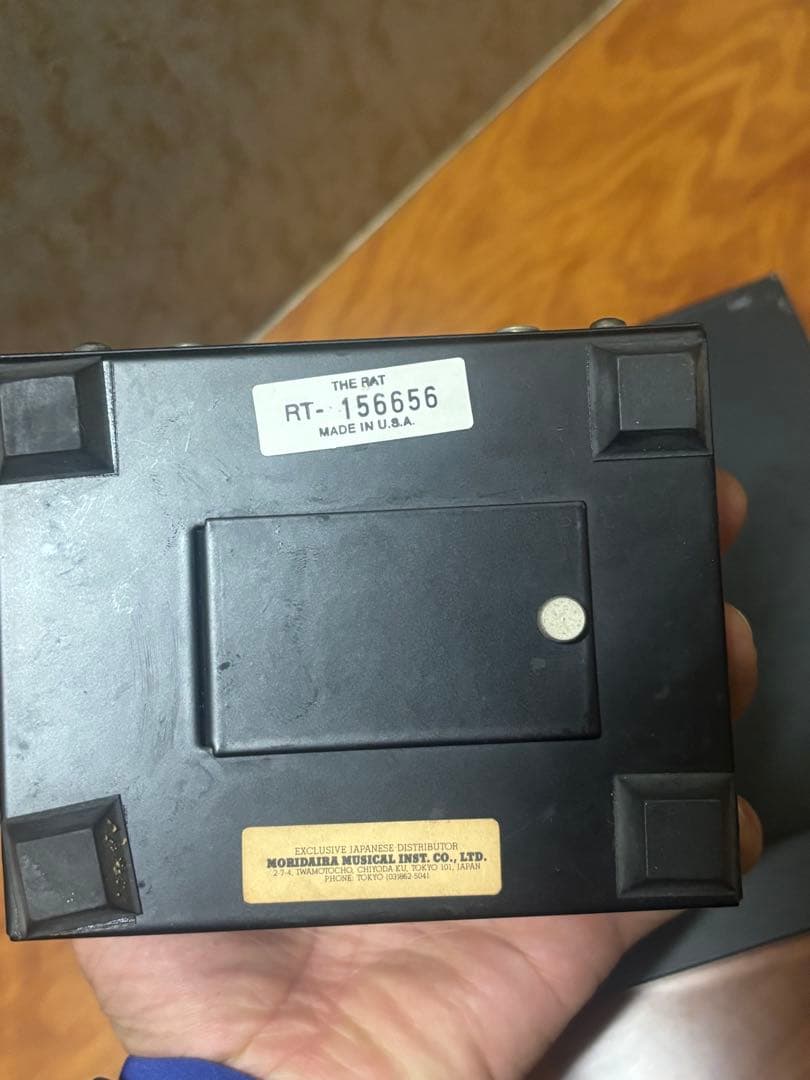 THE RAT
RT- 156656
MADE IN U.S.A.
EXCLUSIVE JAPANESE DISTRIBUTOR
MORIDAIRA MUSICAL INST. CO., LTD.
2-7-4, IWAMOTOCHO, CHIYODA KU, TOKYO 101, JAPAN
PHONE: TOKYO (03)862-5041